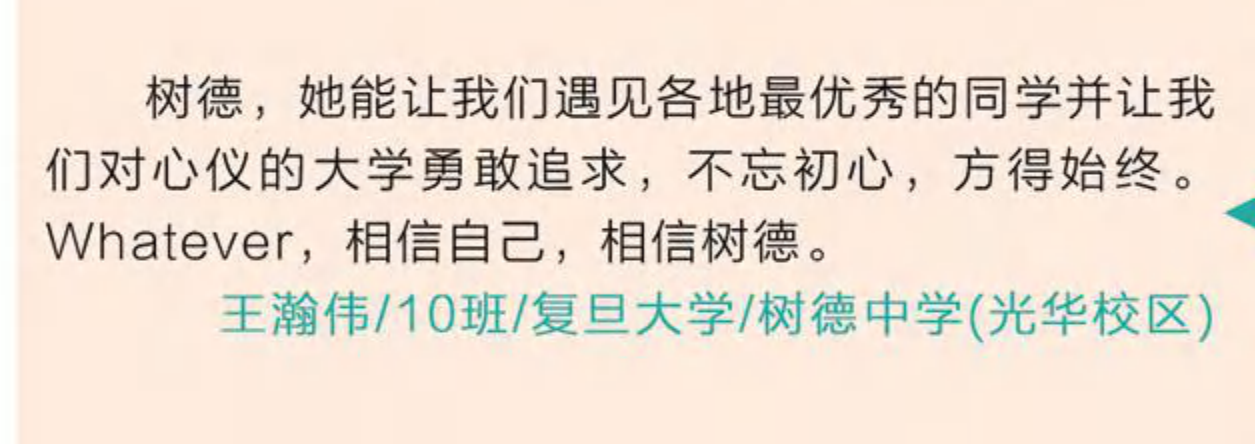 树德，她能让我们遇见各地最优秀的同学并让我
们对心仪的大学勇敢追求，不忘初心，方得始终。
Whatever，相信自己，相信树德。
王瀚伟/10班/复旦大学/树德中学(光华校区)